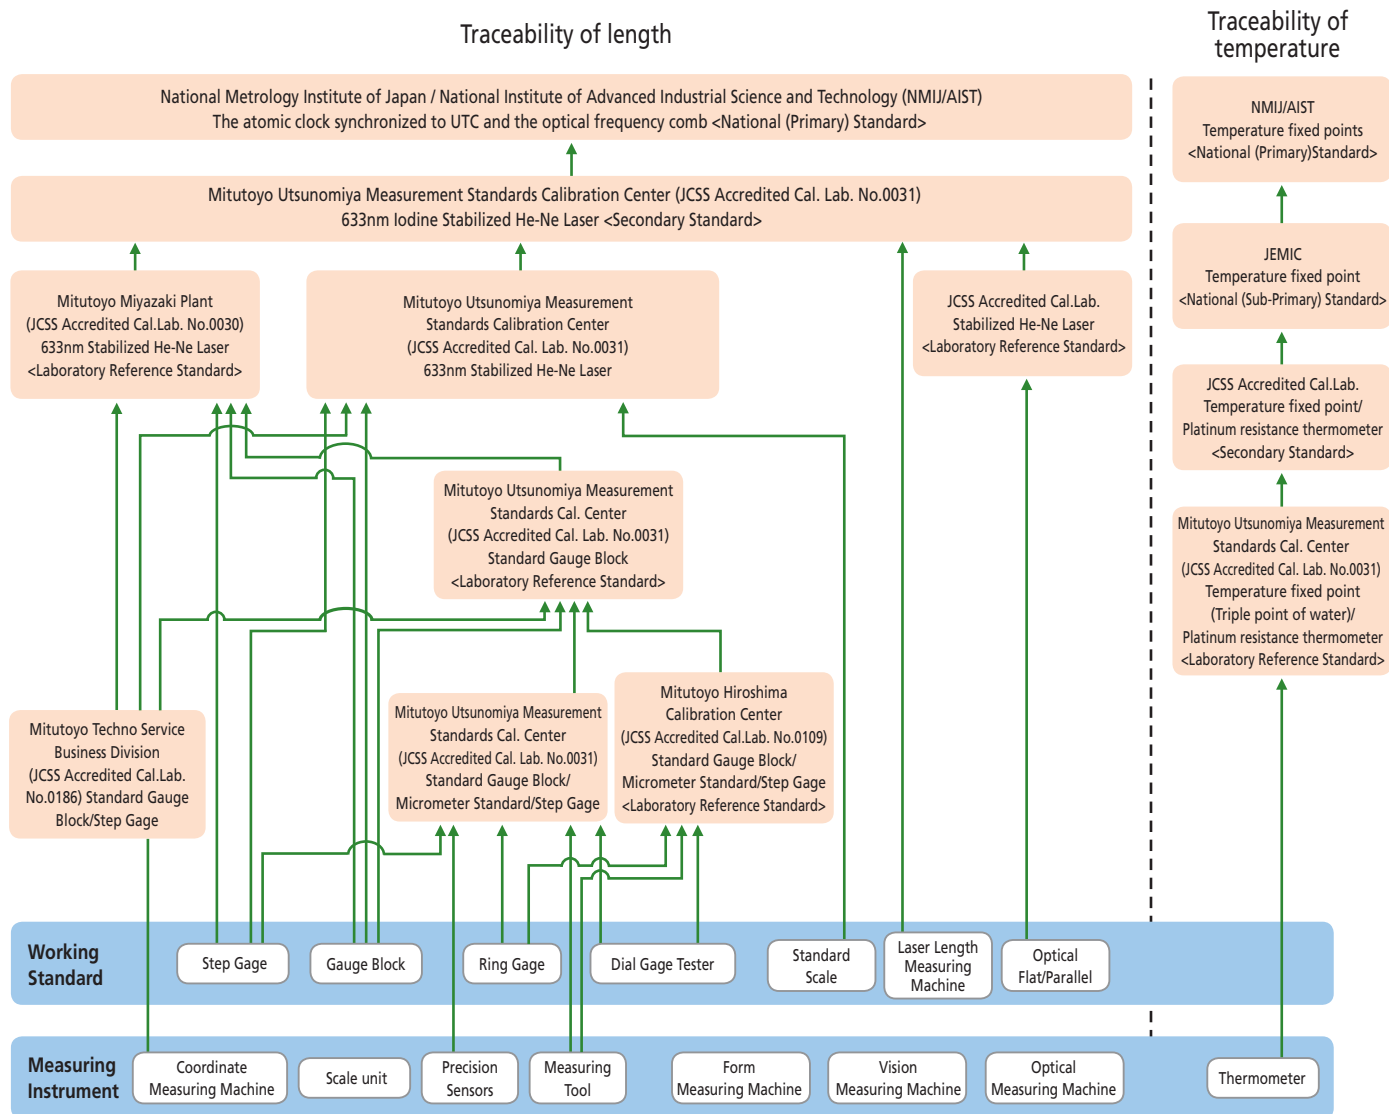 Traceability of length
Traceability of
temperature
National Metrology Institute of Japan / National Institute of Advanced Industrial Science and Technology (NMIJ/AIST)
The atomic clock synchronized to UTC and the optical frequency comb <National (Primary) Standard>
NMIJ/AIST
Temperature fixed points
<National (Primary)Standard>
Mitutoyo Utsunomiya Measurement Standards Calibration Center (JCSS Accredited Cal. Lab. No.0031)
633nm Iodine Stabilized He-Ne Laser <Secondary Standard>
JEMIC
Temperature fixed point
<National (Sub-Primary) Standard>
Mitutoyo Miyazaki Plant
(JCSS Accredited Cal.Lab. No.0030)
633nm Stabilized He-Ne Laser
<Laboratory Reference Standard>
Mitutoyo Utsunomiya Measurement
Standards Calibration Center
(JCSS Accredited Cal. Lab. No.0031)
633nm Stabilized He-Ne Laser
JCSS Accredited Cal.Lab.
Stabilized He-Ne Laser
<Laboratory Reference Standard>
JCSS Accredited Cal.Lab.
Temperature fixed point/
Platinum resistance thermometer
<Secondary Standard>
Mitutoyo Utsunomiya Measurement
Standards Cal. Center
(JCSS Accredited Cal. Lab. No.0031)
Standard Gauge Block
<Laboratory Reference Standard>
Mitutoyo Utsunomiya Measurement
Standards Cal. Center
(JCSS Accredited Cal. Lab. No.0031)
Temperature fixed point
(Triple point of water)/
Platinum resistance thermometer
<Laboratory Reference Standard>
Mitutoyo Techno Service
Business Division
(JCSS Accredited Cal.Lab.
No.0186) Standard Gauge
Block/Step Gage
Mitutoyo Utsunomiya Measurement
Standards Cal. Center
(JCSS Accredited Cal. Lab. No.0031)
Standard Gauge Block/
Micrometer Standard/Step Gage
Mitutoyo Hiroshima
Calibration Center
(JCSS Accredited Cal.Lab. No.0109)
Standard Gauge Block/
Micrometer Standard/Step Gage
<Laboratory Reference Standard>
Working
Standard
Step Gage
Gauge Block
Ring Gage
Dial Gage Tester
Standard
Scale
Laser Length
Measuring
Machine
Optical
Flat/Parallel
Measuring
Instrument
Coordinate
Measuring Machine
Scale unit
Precision
Sensors
Measuring
Tool
Form
Measuring Machine
Vision
Measuring Machine
Optical
Measuring Machine
Thermometer